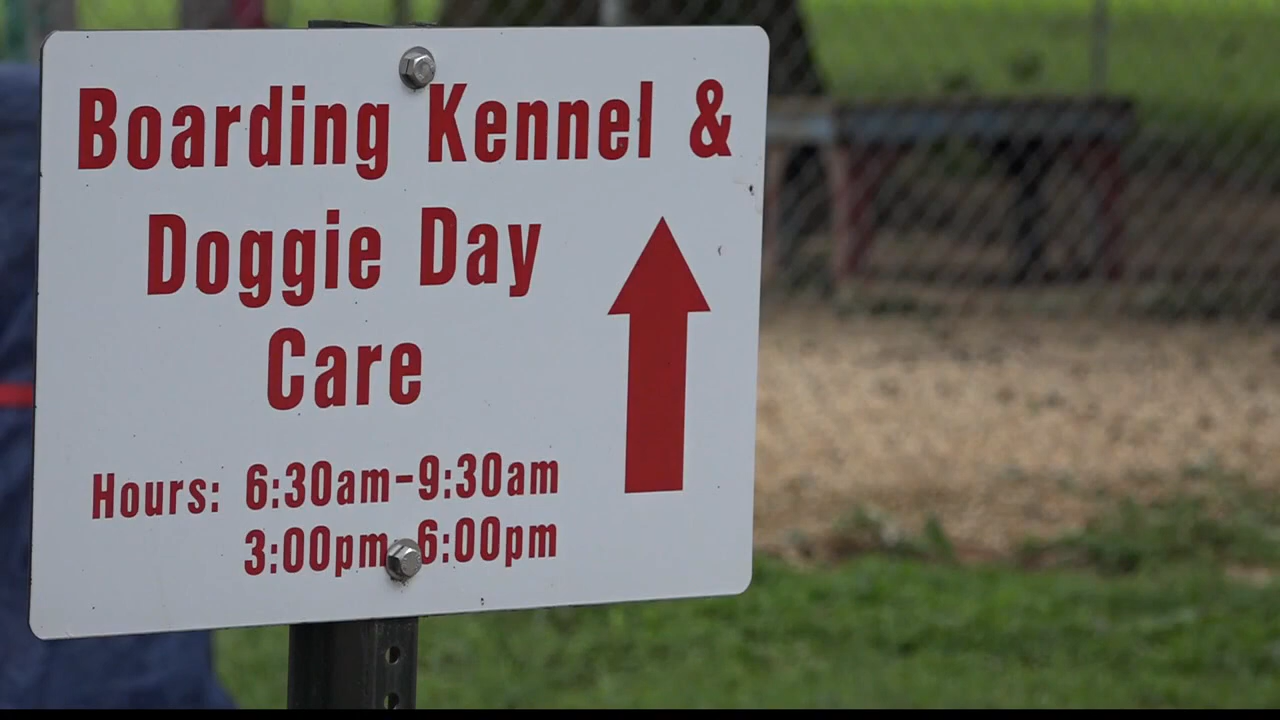 Boarding Kennel &
Doggie Day
Care
Hours: 6:30am-9:30am
3:00pm-6:00pm